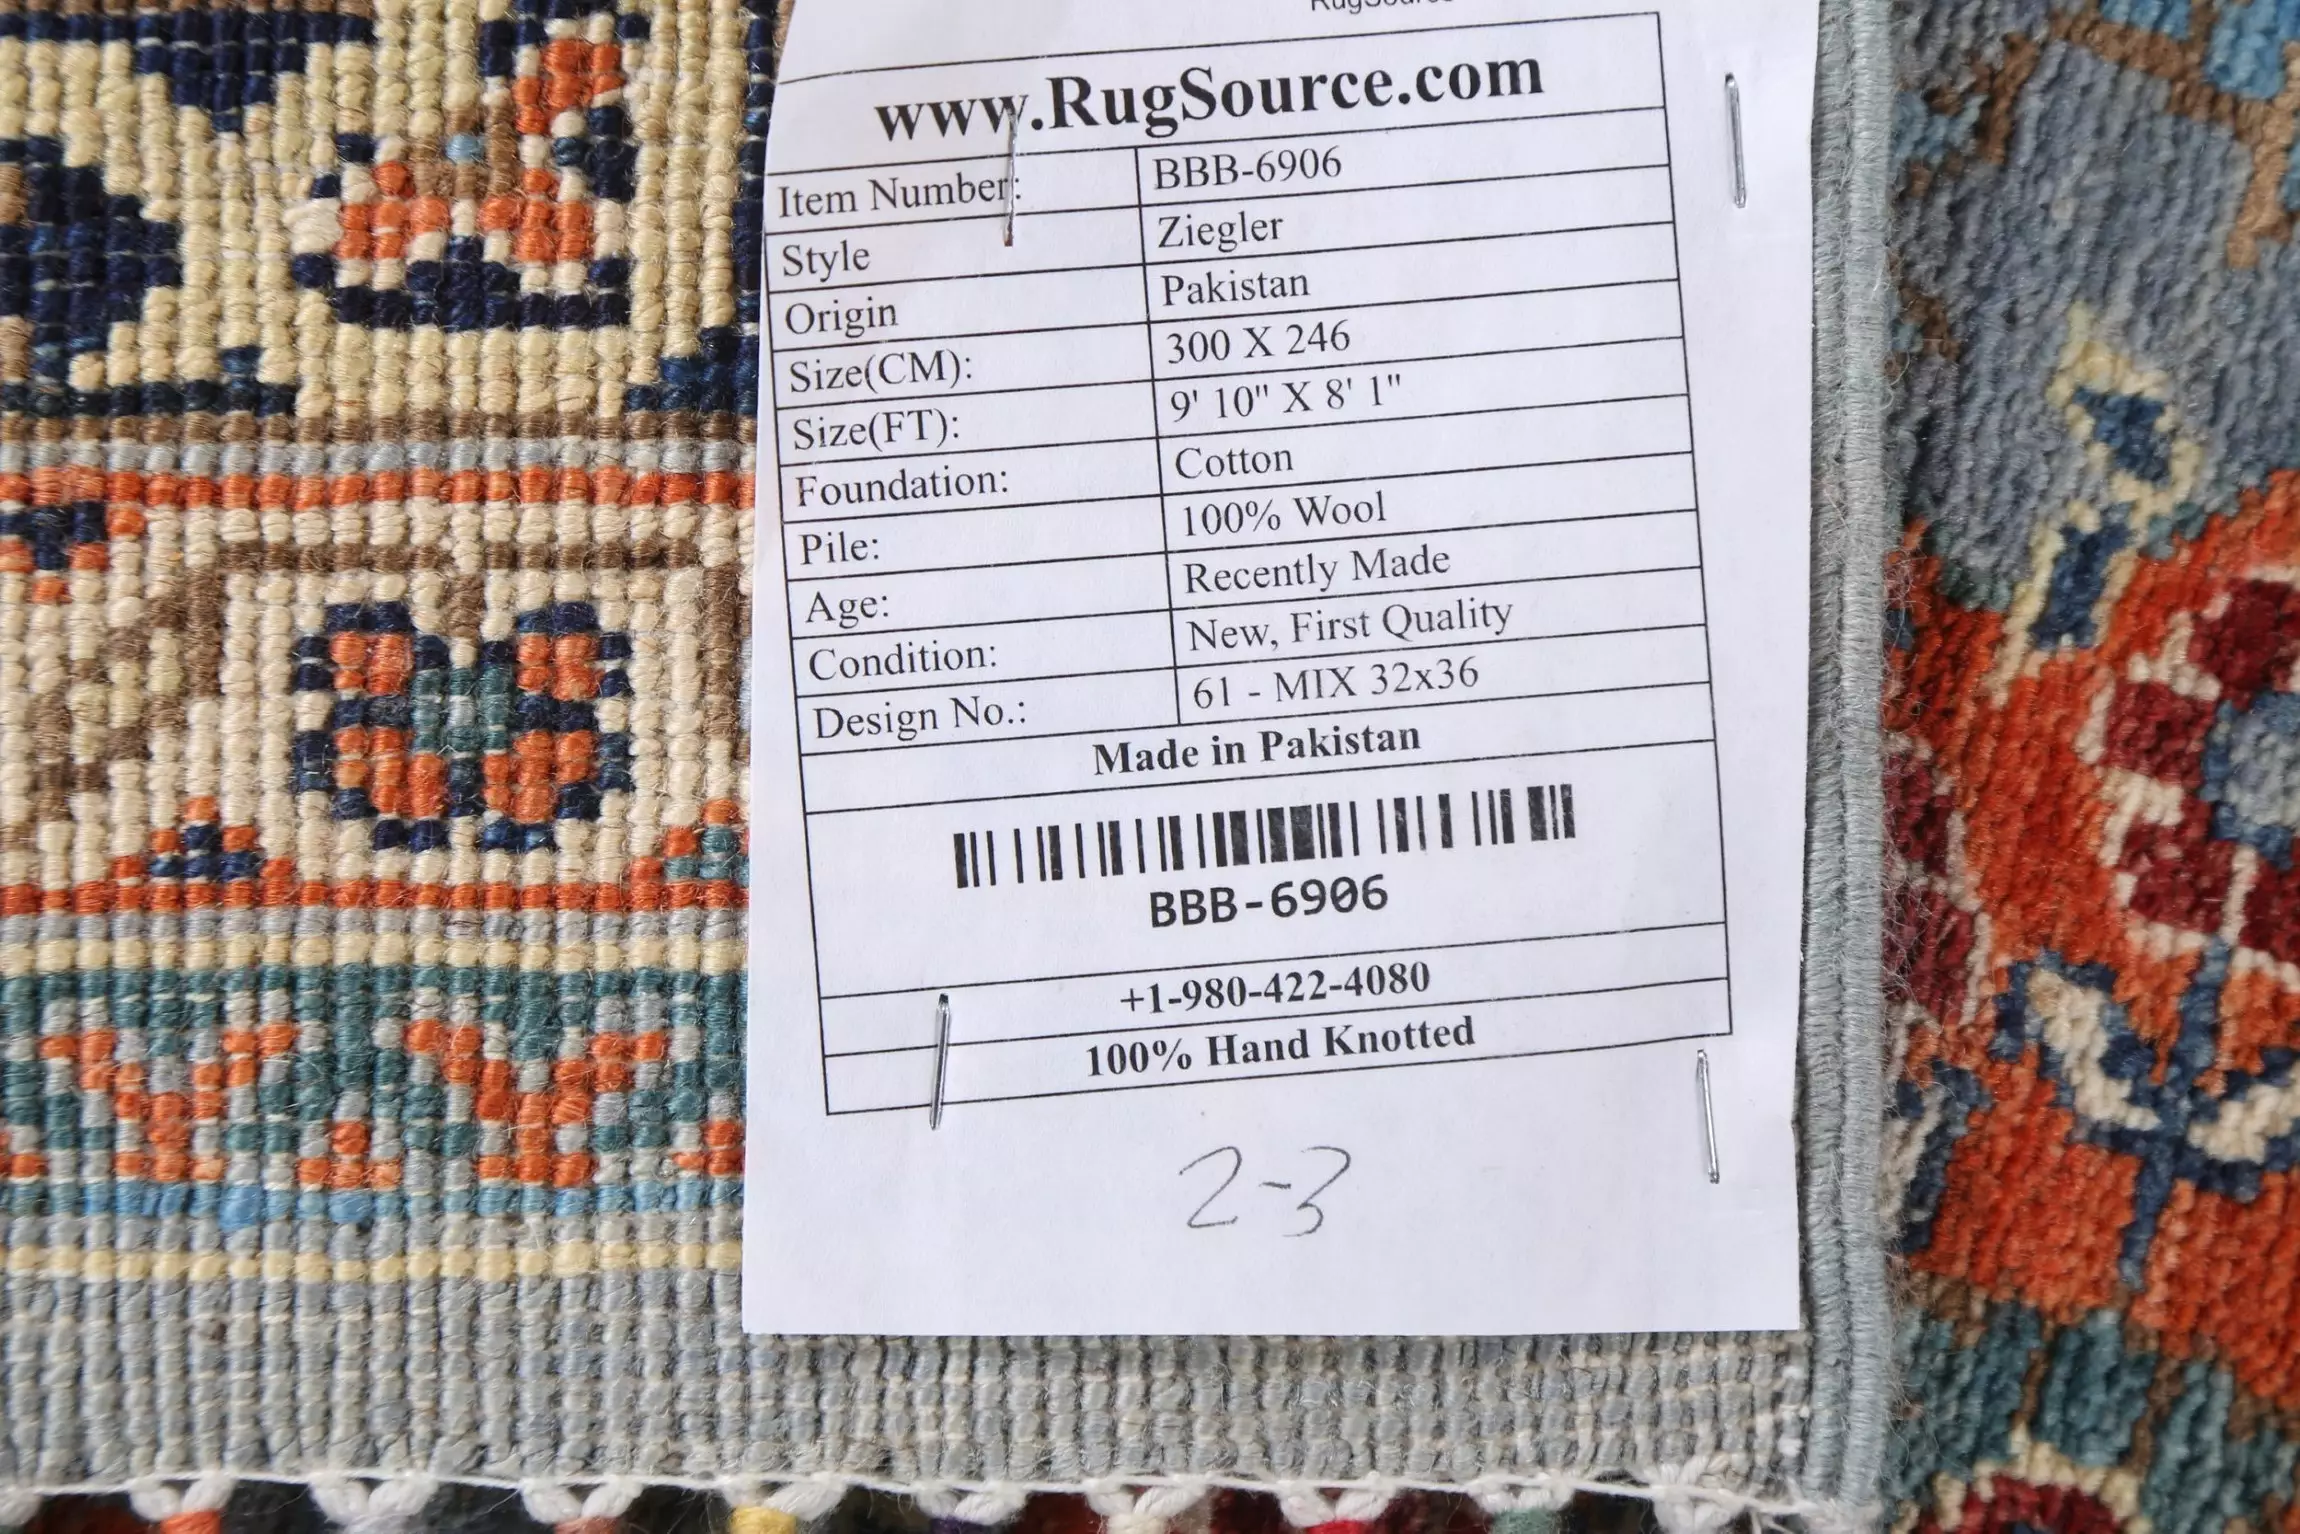 RugSource
www.RugSource.com
Item Number: BBB-6906
Style Ziegler
Origin Pakistan
Size(CM): 300 X 246
Size(FT): 9' 10" X 8' 1"
Foundation: Cotton
Pile: 100% Wool
Age: Recently Made
Condition: New, First Quality
Design No.: 61 - MIX 32x36
Made in Pakistan
BBB-6906
+1-980-422-4080
100% Hand Knotted
2-3